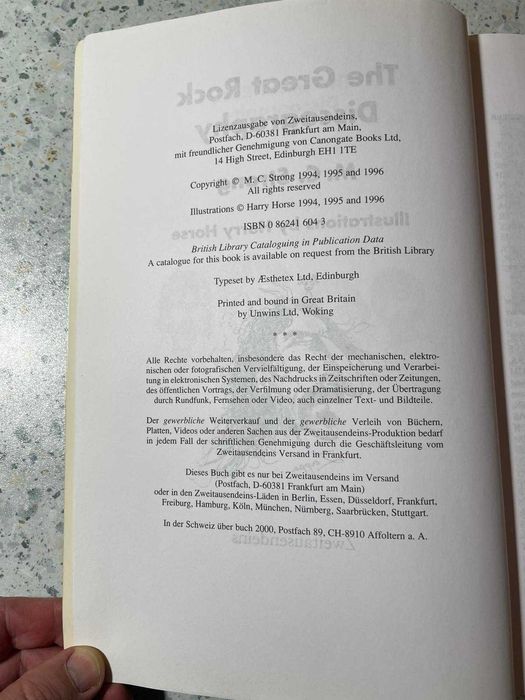 Lizenzausgabe von Zweitausendeins,
Postfach, D-60381 Frankfurt am Main,
mit freundlicher Genehmigung von Canongate Books Ltd,
14 High Street, Edinburgh EH1 1TE
Copyright © M. C. Strong 1994, 1995 and 1996
All rights reserved
Illustrations © Harry Horse 1994, 1995 and 1996
ISBN 0 86241 604 3
British Library Cataloguing in Publication Data
A catalogue for this book is available on request from the British Library
Typeset by Æsthetex Ltd, Edinburgh
Printed and bound in Great Britain
by Unwins Ltd, Woking
* * *
Alle Rechte vorbehalten, insbesondere das Recht der mechanischen, elektro-
nischen oder fotografischen Vervielfältigung, der Einspeicherung und Verarbei-
tung in elektronischen Systemen, des Nachdrucks in Zeitschriften oder Zeitungen,
des öffentlichen Vortrags, der Verfilmung oder Dramatisierung, der Übertragung
durch Rundfunk, Fernsehen oder Video, auch einzelner Text- und Bildteile.
Der gewerbliche Weiterverkauf und der gewerbliche Verleih von Büchern,
Platten, Videos oder anderen Sachen aus der Zweitausendeins-Produktion bedarf
in jedem Fall der schriftlichen Genehmigung durch die Geschäftsleitung vom
Zweitausendeins Versand in Frankfurt.
Dieses Buch gibt es nur bei Zweitausendeins im Versand
(Postfach, D-60381 Frankfurt am Main)
oder in den Zweitausendeins-Läden in Berlin, Essen, Düsseldorf, Frankfurt,
Freiburg, Hamburg, Köln, München, Nürnberg, Saarbrücken, Stuttgart.
In der Schweiz über buch 2000, Postfach 89, CH-8910 Affoltern a. A.